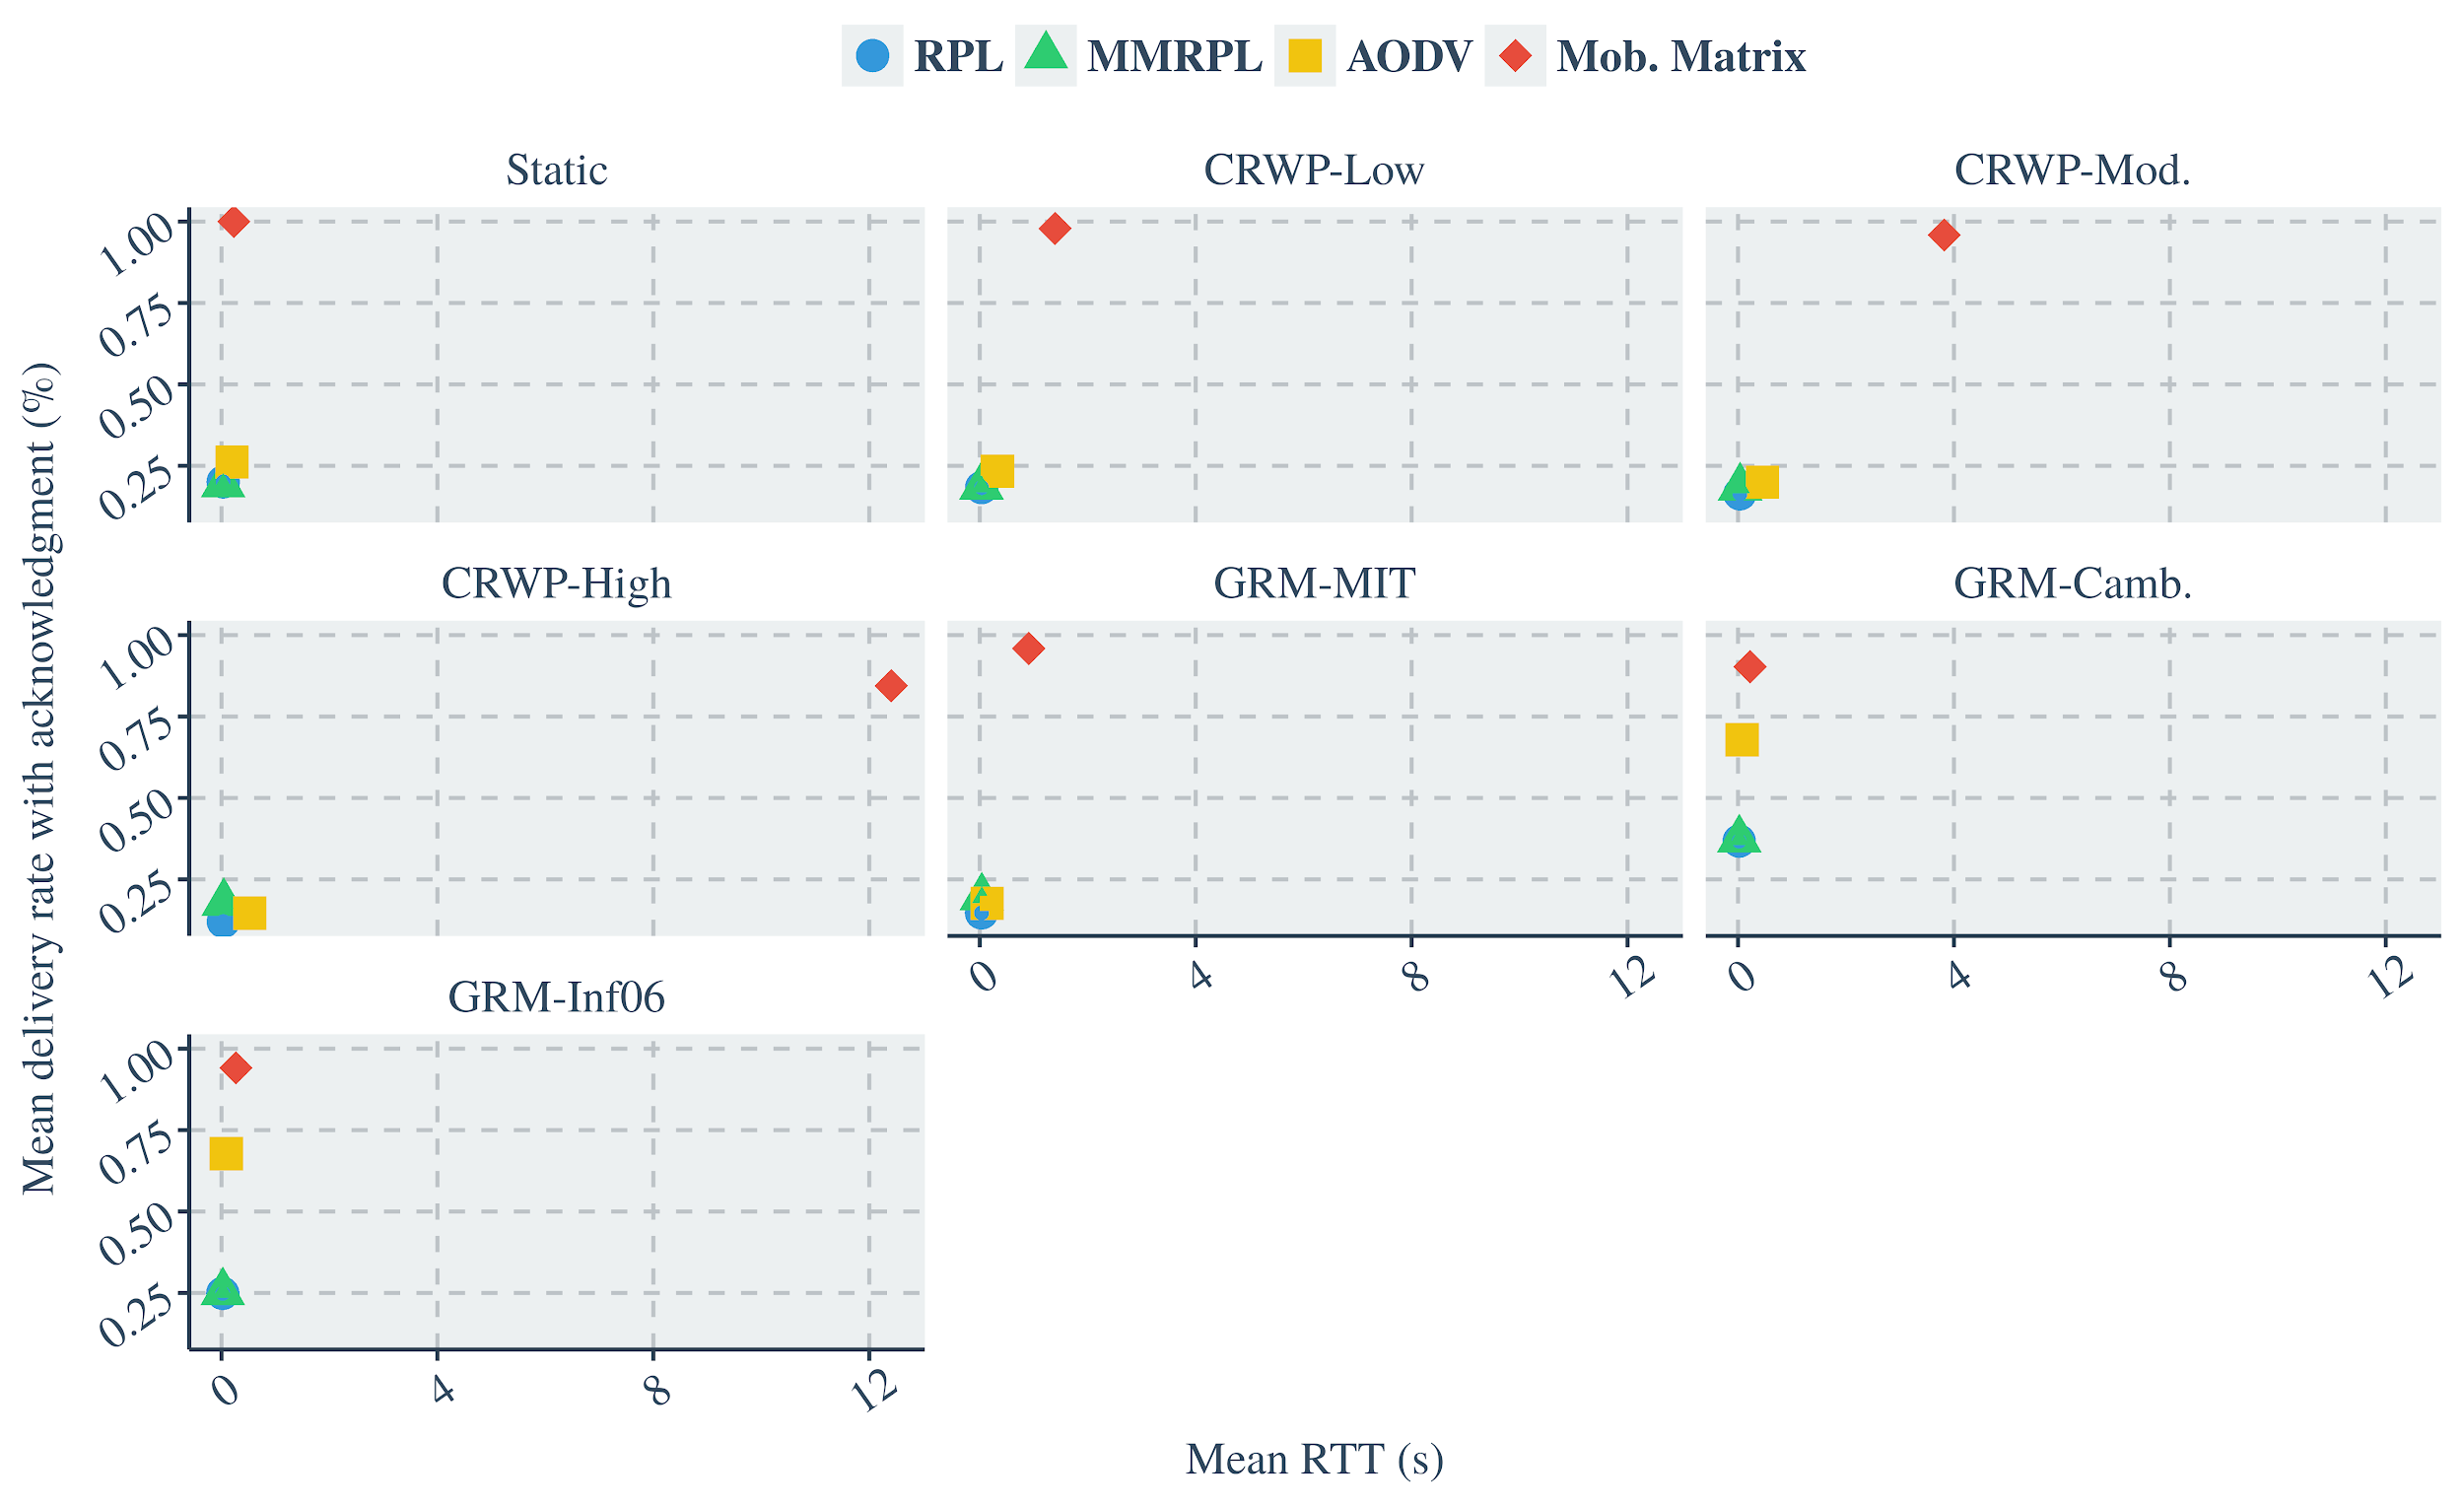 RPL MMRPL AODV Mob. Matrix
Static CRWP-Low CRWP-Mod.
1.00
0.75
0.50
0.25
CRWP-High GRM-MIT GRM-Camb.
1.00
0.75
0.50
0.25
0 4 8 12 0 4 8 12
GRM-Inf06
1.00
0.75
0.50
0.25
0 4 8 12
Mean delivery rate with acknowledgment (%)
Mean RTT (s)